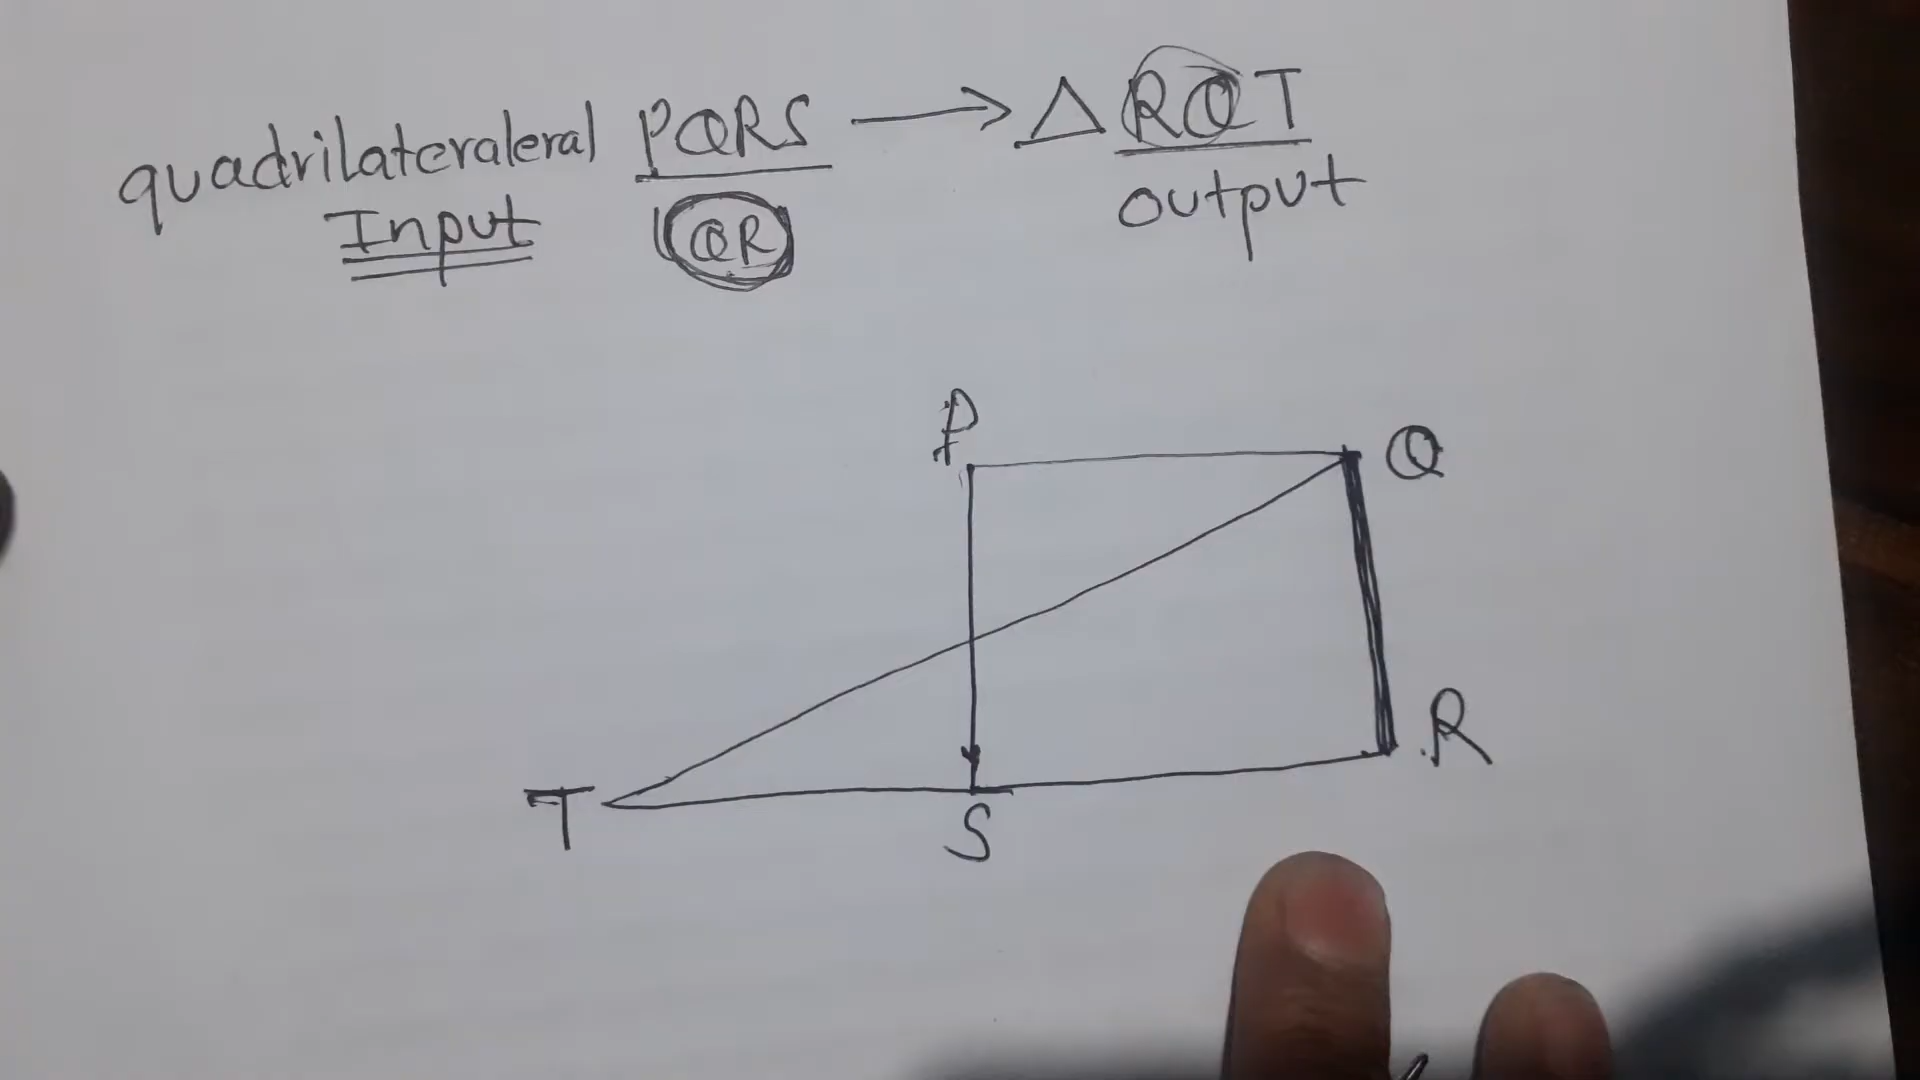 quadrilateraleral PQRS → △ RQT
Input QR output
P Q
R
T S